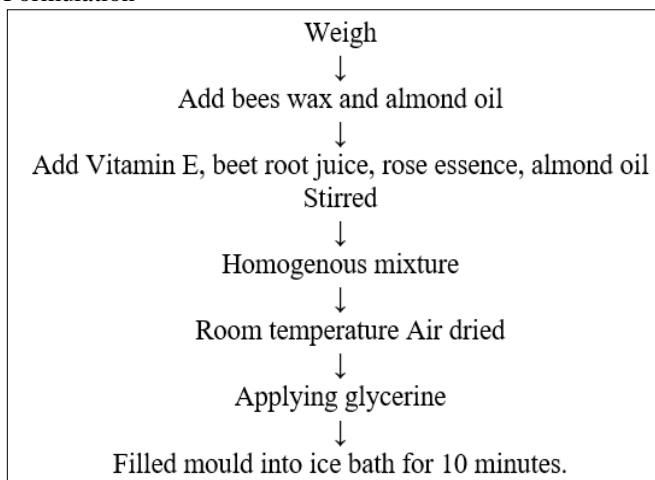 Weigh
↓
Add bees wax and almond oil
↓
Add Vitamin E, beet root juice, rose essence, almond oil
Stirred
↓
Homogenous mixture
↓
Room temperature Air dried
↓
Applying glycerine
↓
Filled mould into ice bath for 10 minutes.